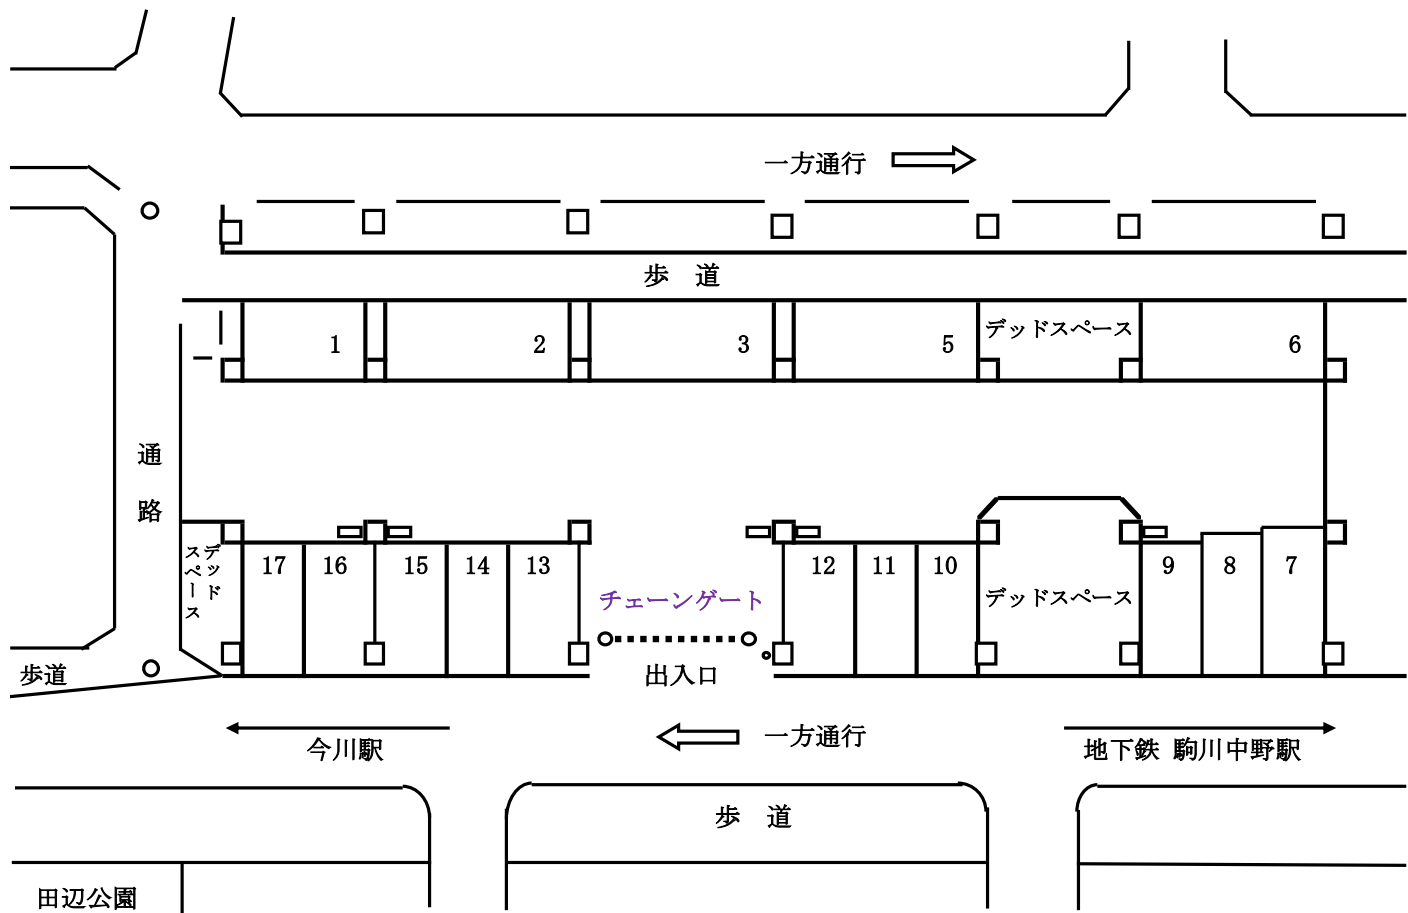 一方通行
歩 道
1 2 3 5 デッドスペース 6
通路
デッドスペース
17 16 15 14 13 12 11 10 9 8 7
チェーンゲート
デッドスペース
出入口
歩道
今川駅
一方通行
地下鉄 駒川中野駅
歩 道
田辺公園